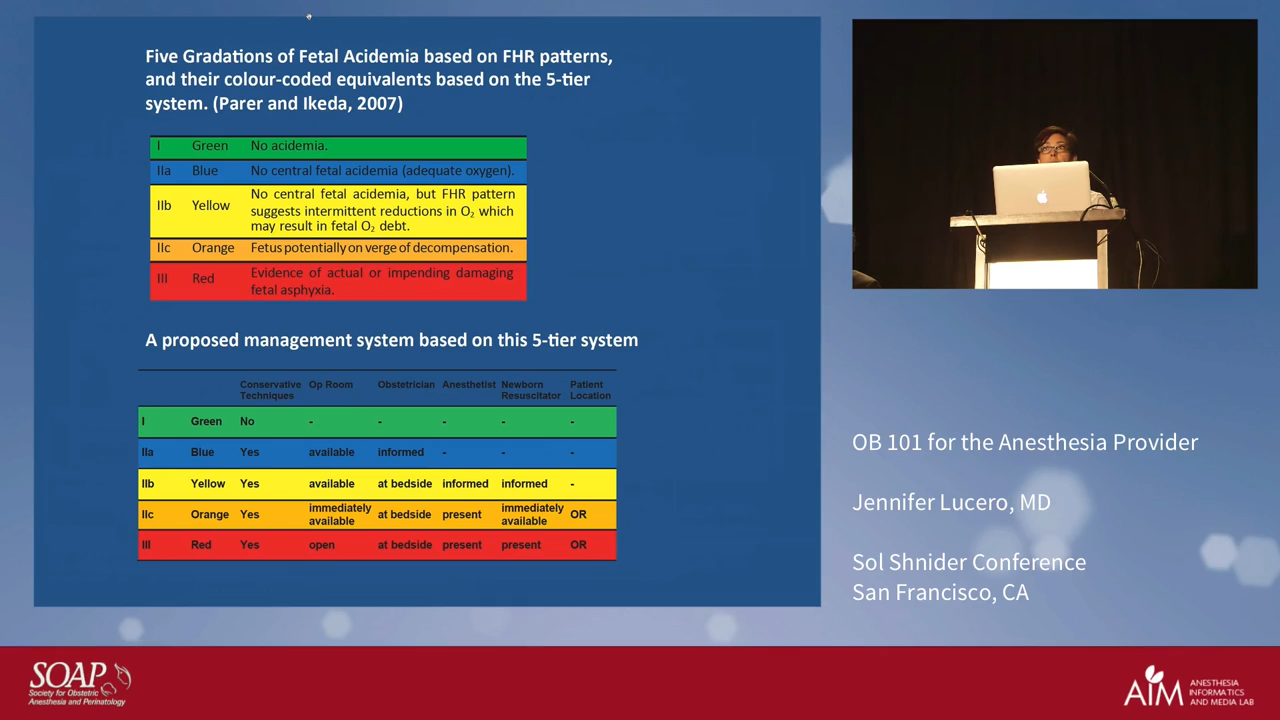 Five Gradations of Fetal Acidemia based on FHR patterns,
and their colour-coded equivalents based on the 5-tier
system. (Parer and Ikeda, 2007)
I Green No acidemia.
IIa Blue No central fetal acidemia (adequate oxygen).
IIb Yellow No central fetal acidemia, but FHR pattern
suggests intermittent reductions in O₂ which
may result in fetal O₂ debt.
IIc Orange Fetus potentially on verge of decompensation.
III Red Evidence of actual or impending damaging
fetal asphyxia.
A proposed management system based on this 5-tier system
Conservative Op Room Obstetrician Anesthetist Newborn Patient
Techniques Resuscitator Location
I Green No - - - - -
IIa Blue Yes available informed - - -
IIb Yellow Yes available at bedside informed informed -
IIc Orange Yes immediately available at bedside present immediately available OR
III Red Yes open at bedside present present OR
OB 101 for the Anesthesia Provider
Jennifer Lucero, MD
Sol Shnider Conference
San Francisco, CA
SOAP
Society for Obstetric
Anesthesia and Perinatology
AIM
ANESTHESIA
INFORMATICS
AND MEDIA LAB